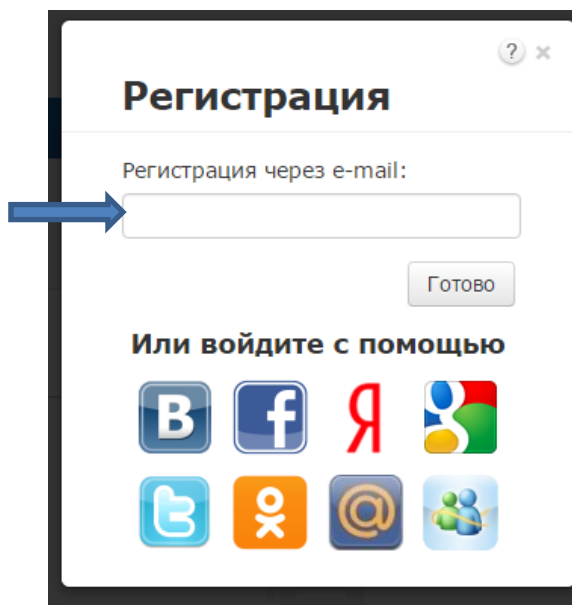 ?
Регистрация
Регистрация через e-mail:
Готово
Или войдите с помощью
В f Я g
t @